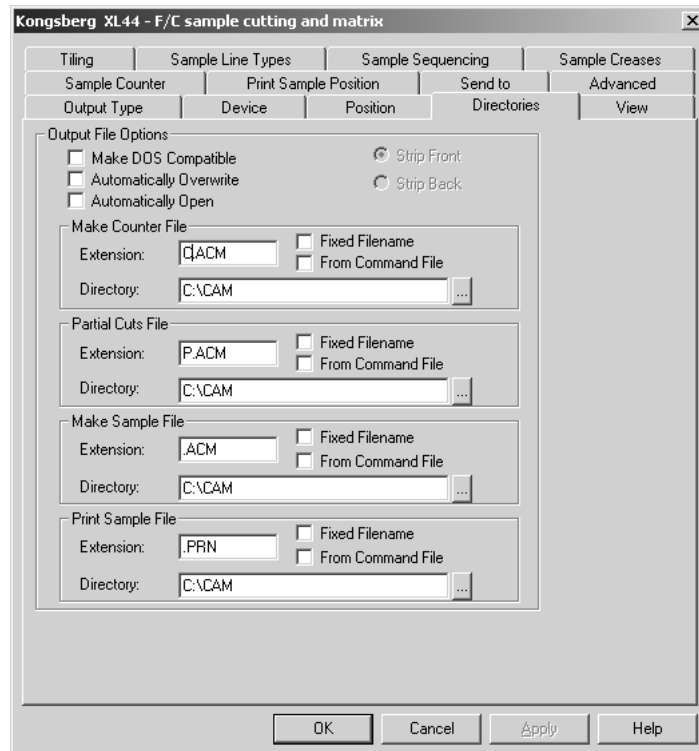 Kongsberg XL44 - F/C sample cutting and matrix
Tiling Sample Line Types Sample Sequencing Sample Creases
Sample Counter Print Sample Position Send to Advanced
Output Type Device Position Directories View
Output File Options
Make DOS Compatible Strip Front
Automatically Overwrite Strip Back
Automatically Open
Make Counter File
Extension: C.ACM Fixed Filename
From Command File
Directory: C:\CAM ...
Partial Cuts File
Extension: P.ACM Fixed Filename
From Command File
Directory: C:\CAM ...
Make Sample File
Extension: .ACM Fixed Filename
From Command File
Directory: C:\CAM ...
Print Sample File
Extension: .PRN Fixed Filename
From Command File
Directory: C:\CAM ...
OK Cancel Apply Help